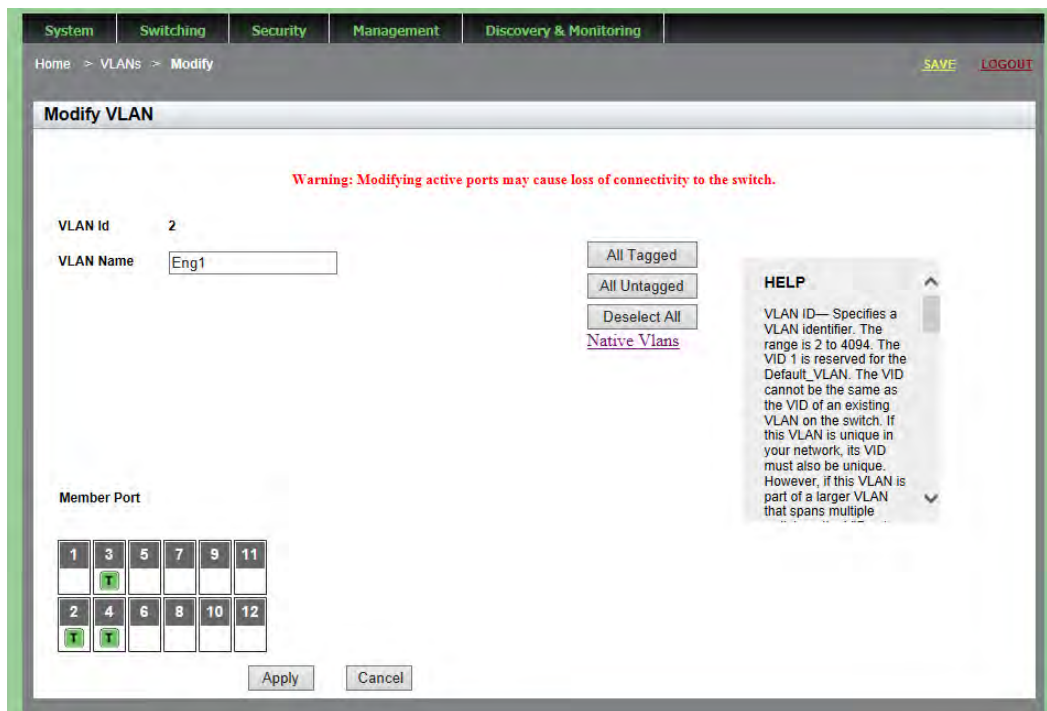 System Switching Security Management Discovery & Monitoring
Home > VLANs > Modify
SAVE LOGOUT
Modify VLAN
Warning: Modifying active ports may cause loss of connectivity to the switch.
VLAN Id 2
VLAN Name Eng1
All Tagged
All Untagged
Deselect All
Native Vlans
HELP
VLAN ID— Specifies a
VLAN identifier. The
range is 2 to 4094. The
VID 1 is reserved for the
Default_VLAN. The VID
cannot be the same as
the VID of an existing
VLAN on the switch. If
this VLAN is unique in
your network, its VID
must also be unique.
However, if this VLAN is
part of a larger VLAN
that spans multiple
Member Port
1 3 5 7 9 11
T
2 4 6 8 10 12
T T
Apply Cancel